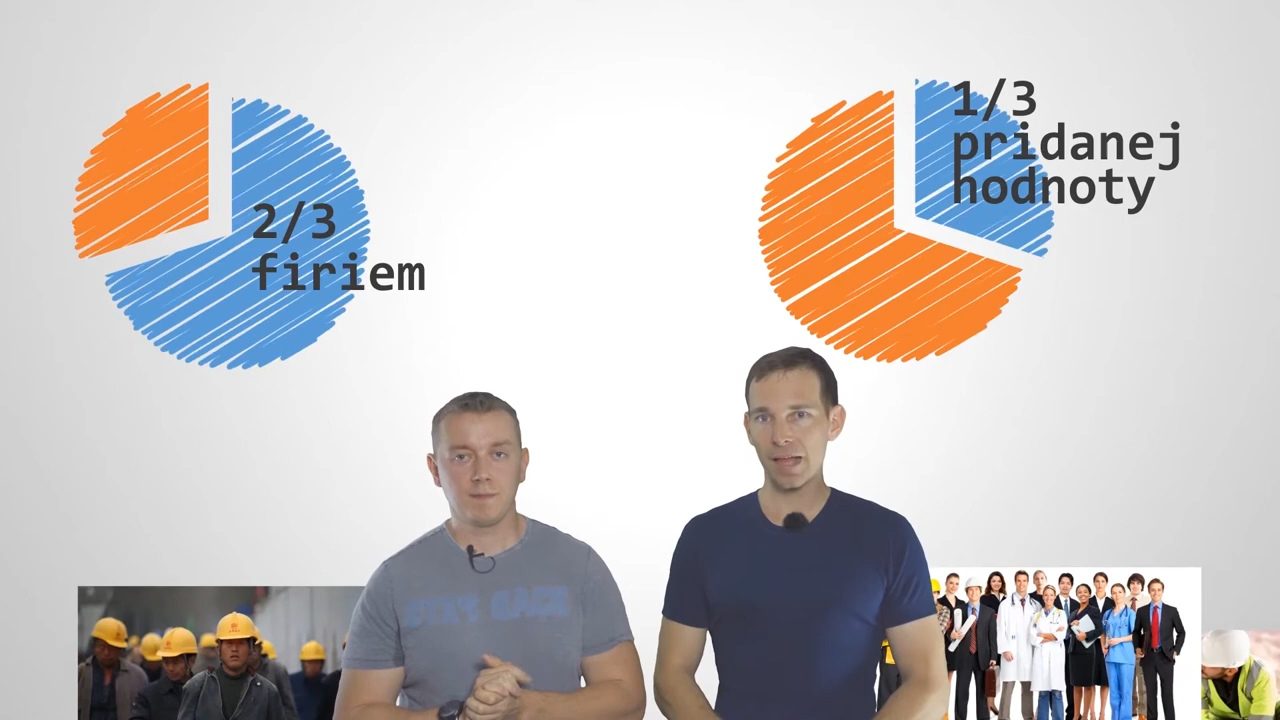 2/3
firiem
1/3
pridanej
hodnoty